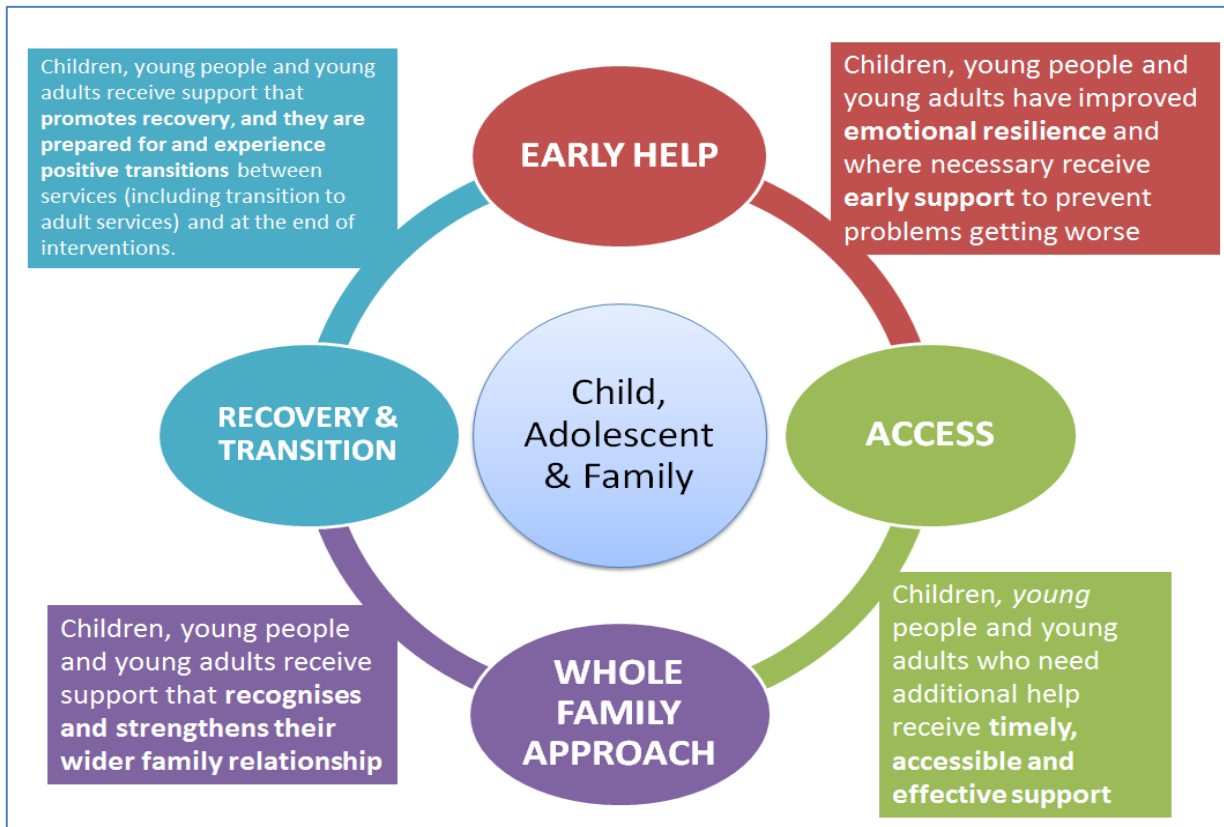 Children, young people and young
adults receive support that
promotes recovery, and they are
prepared for and experience
positive transitions between
services (including transition to
adult services) and at the end of
interventions.
EARLY HELP
Children, young people and
young adults have improved
emotional resilience and
where necessary receive
early support to prevent
problems getting worse
RECOVERY &
TRANSITION
Child,
Adolescent
& Family
ACCESS
Children, young people
and young adults receive
support that recognises
and strengthens their
wider family relationship
WHOLE
FAMILY
APPROACH
Children, young
people and young
adults who need
additional help
receive timely,
accessible and
effective support